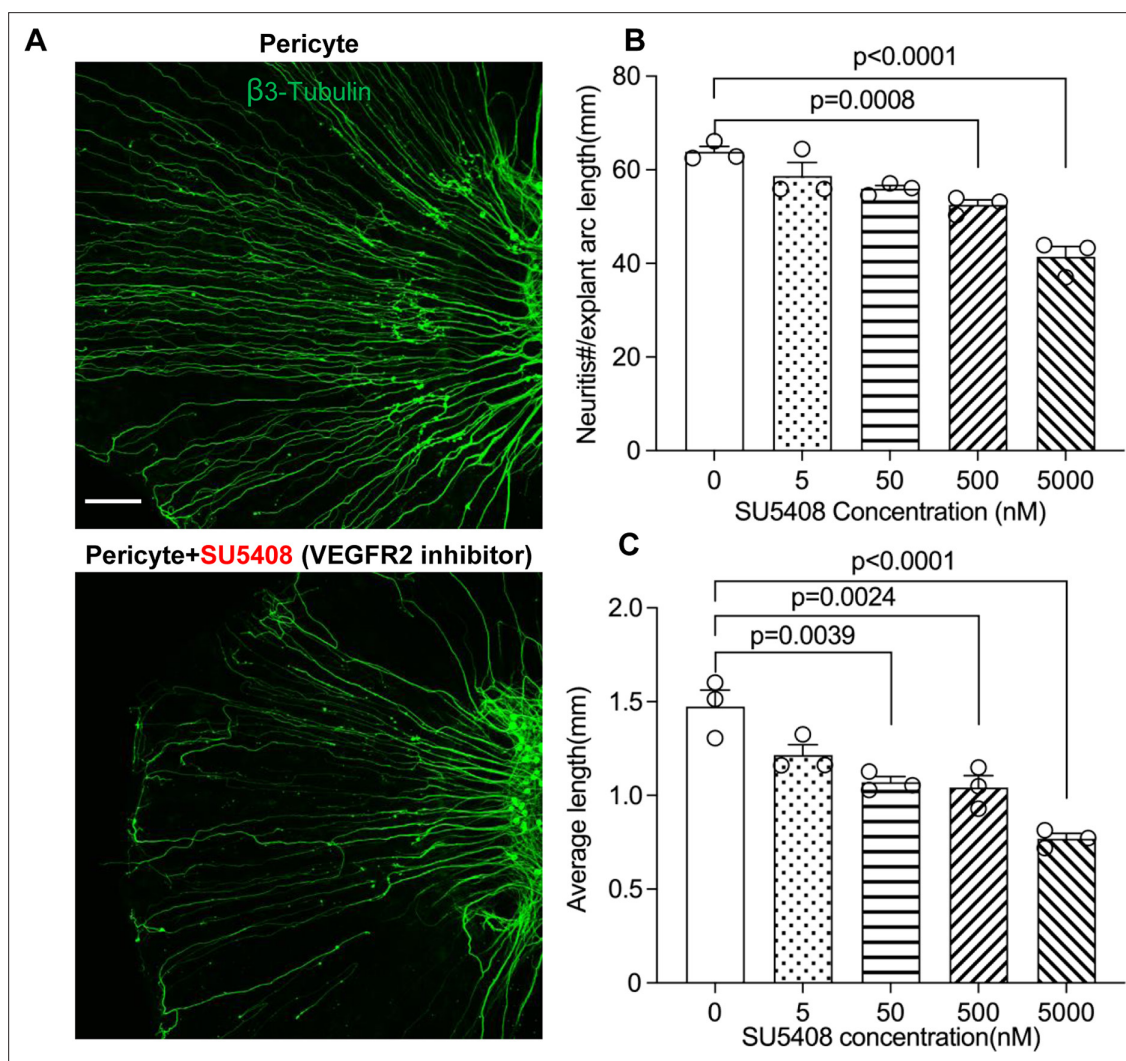 A
Pericyte
β3-Tubulin
Pericyte+SU5408 (VEGFR2 inhibitor)
B
p<0.0001
p=0.0008
80
60
40
20
0
Neuritis#/explant arc length(mm)
0 5 50 500 5000
SU5408 Concentration (nM)
C
p<0.0001
p=0.0024
p=0.0039
2.0
1.5
1.0
0.5
0
Average length(mm)
0 5 50 500 5000
SU5408 concentration(nM)